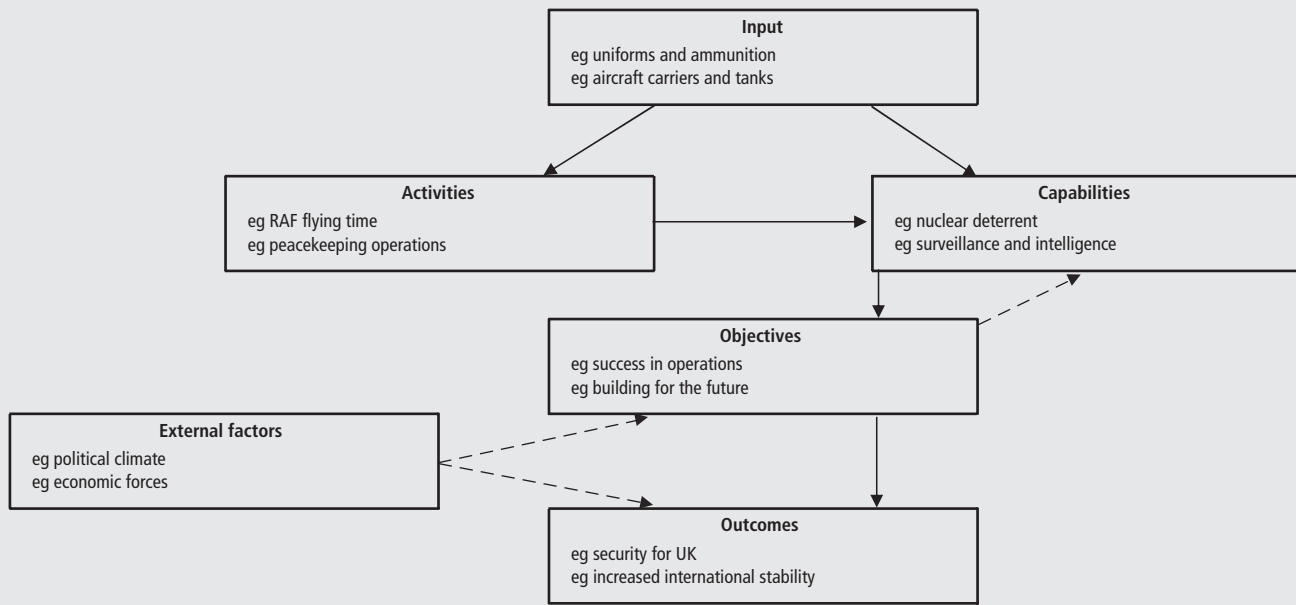 Input
eg uniforms and ammunition
eg aircraft carriers and tanks
Activities
eg RAF flying time
eg peacekeeping operations
Capabilities
eg nuclear deterrent
eg surveillance and intelligence
Objectives
eg success in operations
eg building for the future
External factors
eg political climate
eg economic forces
Outcomes
eg security for UK
eg increased international stability